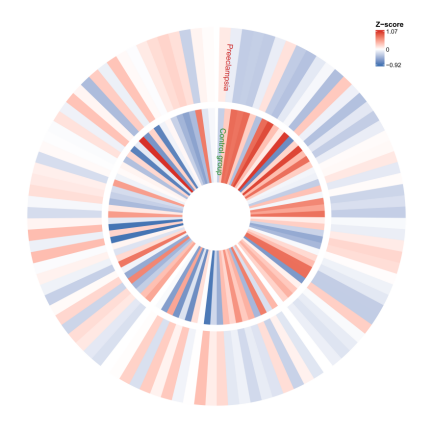 Z-score
1.07
0
−0.92
Preeclampsia
Control group